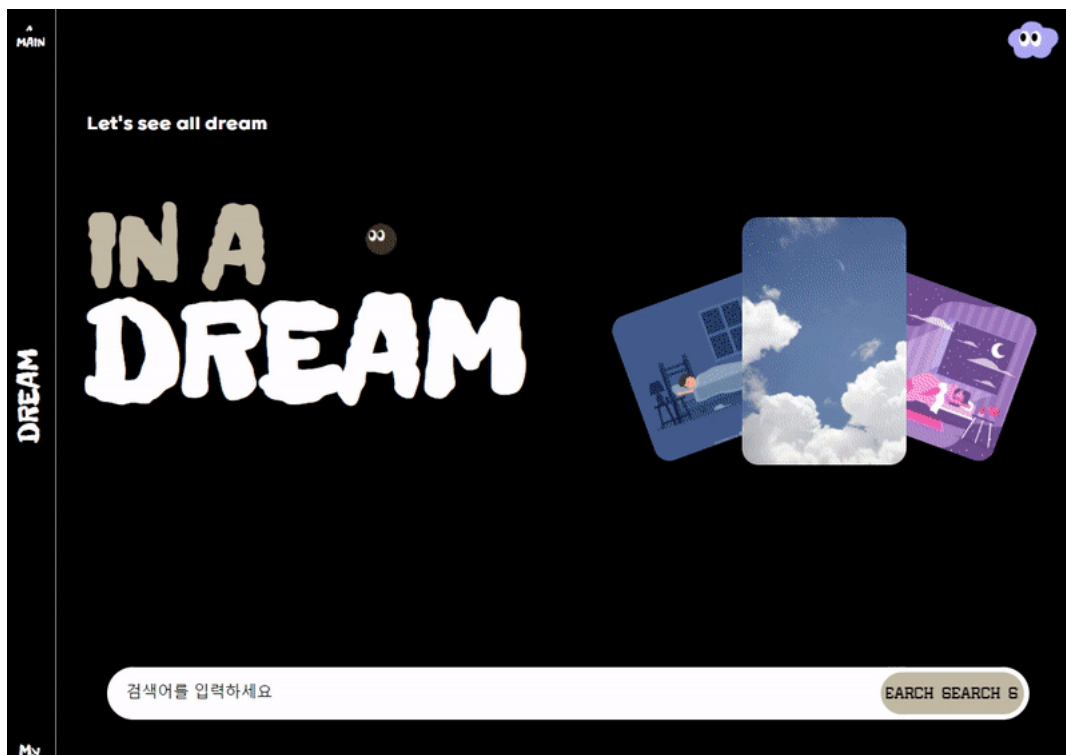 MAIN
Let's see all dream
IN A
DREAM
DREAM
검색어를 입력하세요
EARCH SEARCH S
My